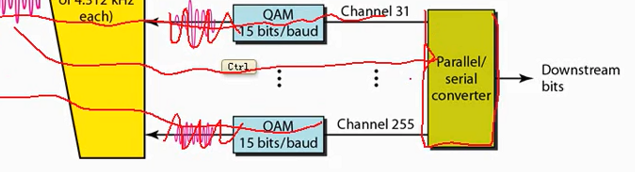 of 4.312 kHz
each)
QAM
15 bits/baud
Channel 31
Ctrl
Parallel/
serial
converter
Downstream
bits
QAM
15 bits/baud
Channel 255